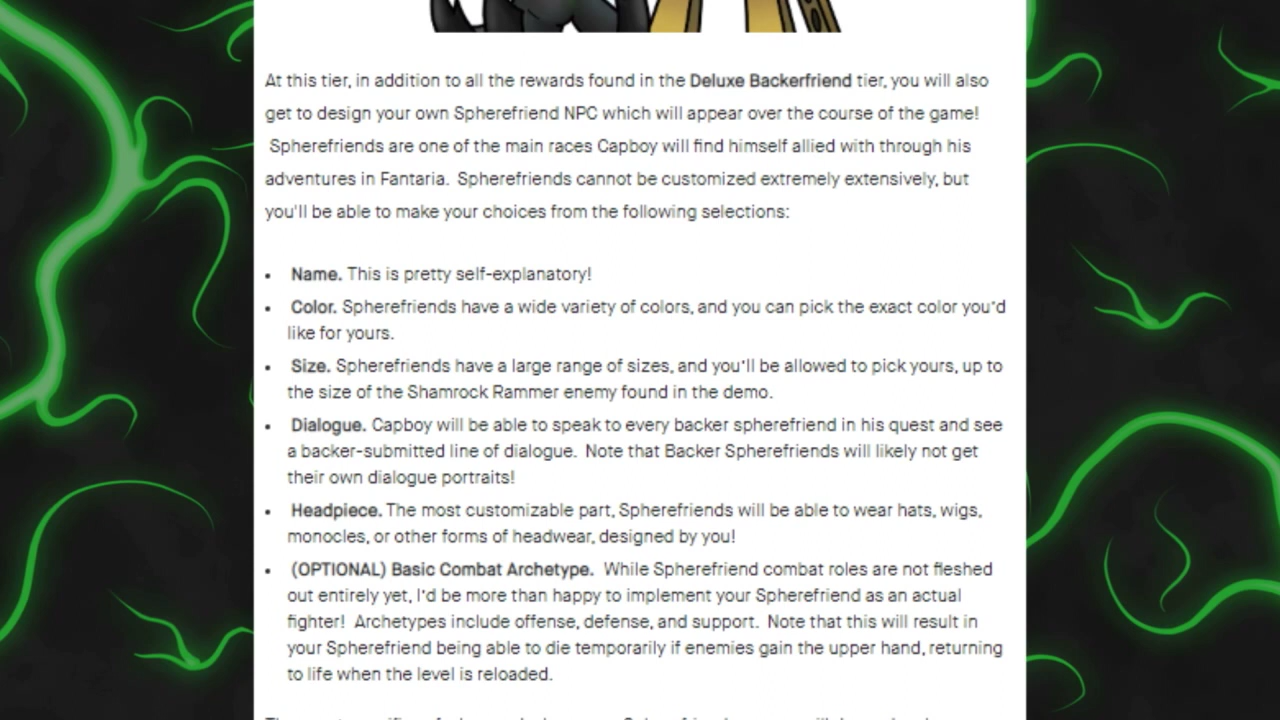 At this tier, in addition to all the rewards found in the Deluxe Backerfriend tier, you will also
get to design your own Spherefriend NPC which will appear over the course of the game!
Spherefriends are one of the main races Capboy will find himself allied with through his
adventures in Fantaria.  Spherefriends cannot be customized extremely extensively, but
you'll be able to make your choices from the following selections:
• Name. This is pretty self-explanatory!
• Color. Spherefriends have a wide variety of colors, and you can pick the exact color you'd
like for yours.
• Size. Spherefriends have a large range of sizes, and you'll be allowed to pick yours, up to
the size of the Shamrock Rammer enemy found in the demo.
• Dialogue. Capboy will be able to speak to every backer spherefriend in his quest and see
a backer-submitted line of dialogue.  Note that Backer Spherefriends will likely not get
their own dialogue portraits!
• Headpiece. The most customizable part, Spherefriends will be able to wear hats, wigs,
monocles, or other forms of headwear, designed by you!
• (OPTIONAL) Basic Combat Archetype.  While Spherefriend combat roles are not fleshed
out entirely yet, I'd be more than happy to implement your Spherefriend as an actual
fighter!  Archetypes include offense, defense, and support.  Note that this will result in
your Spherefriend being able to die temporarily if enemies gain the upper hand, returning
to life when the level is reloaded.